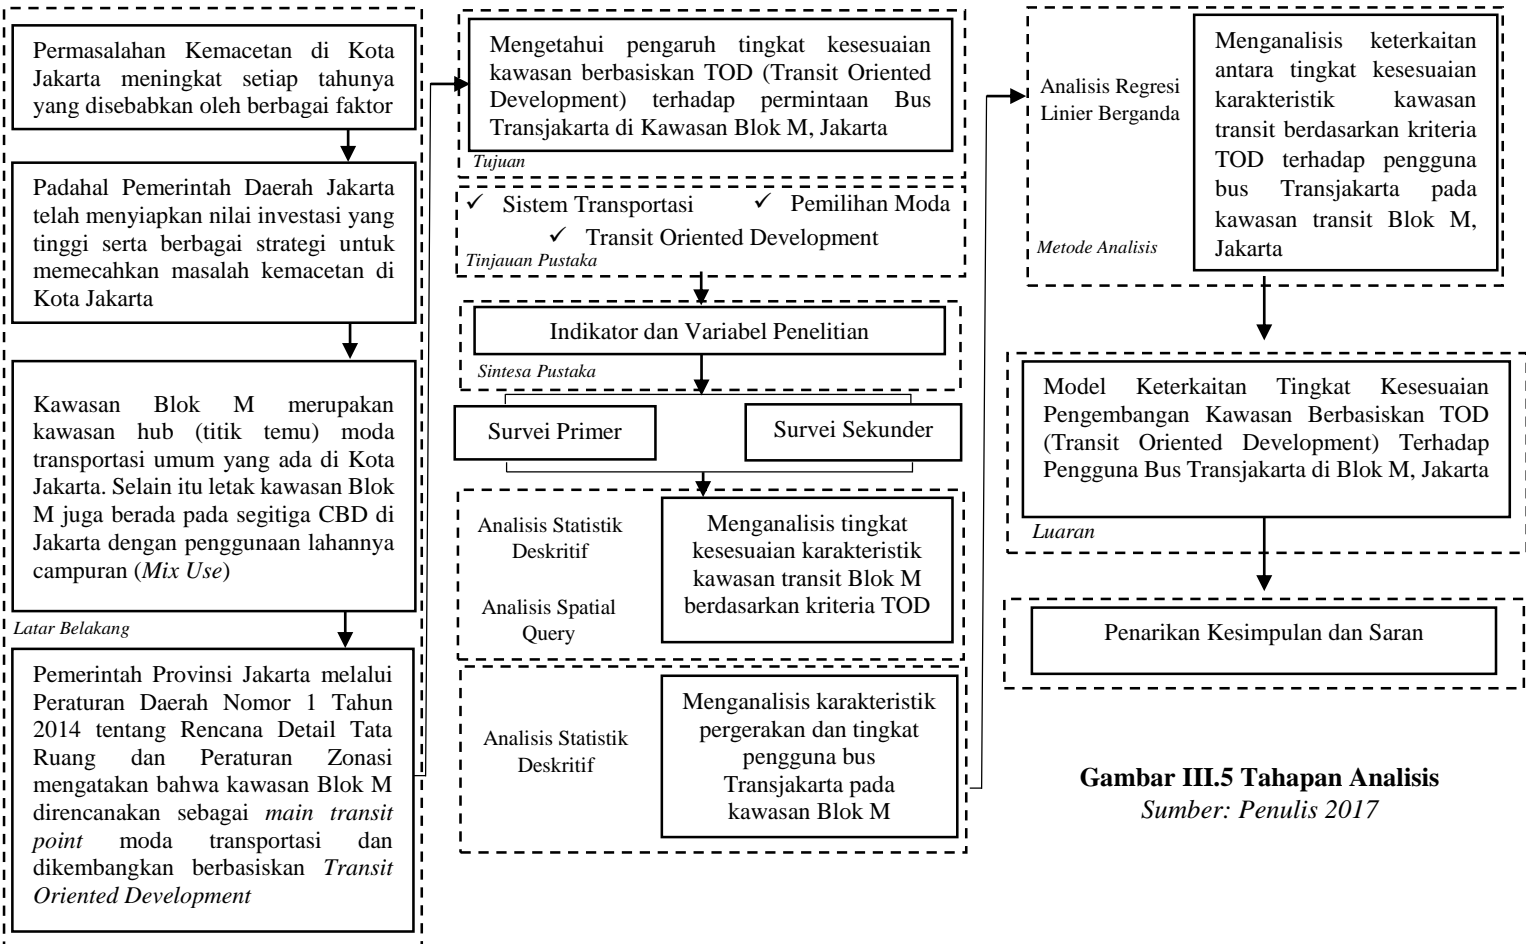 Permasalahan Kemacetan di Kota
Jakarta meningkat setiap tahunya
yang disebabkan oleh berbagai faktor
Padahal Pemerintah Daerah Jakarta
telah menyiapkan nilai investasi yang
tinggi serta berbagai strategi untuk
memecahkan masalah kemacetan di
Kota Jakarta
Kawasan Blok M merupakan
kawasan hub (titik temu) moda
transportasi umum yang ada di Kota
Jakarta. Selain itu letak kawasan Blok
M juga berada pada segitiga CBD di
Jakarta dengan penggunaan lahannya
campuran (Mix Use)
Latar Belakang
Pemerintah Provinsi Jakarta melalui
Peraturan Daerah Nomor 1 Tahun
2014 tentang Rencana Detail Tata
Ruang dan Peraturan Zonasi
mengatakan bahwa kawasan Blok M
direncanakan sebagai main transit
point moda transportasi dan
dikembangkan berbasiskan Transit
Oriented Development
Mengetahui pengaruh tingkat kesesuaian
kawasan berbasiskan TOD (Transit Oriented
Development) terhadap permintaan Bus
Transjakarta di Kawasan Blok M, Jakarta
Tujuan
✓ Sistem Transportasi ✓ Pemilihan Moda
✓ Transit Oriented Development
Tinjauan Pustaka
Indikator dan Variabel Penelitian
Sintesa Pustaka
Survei Primer
Survei Sekunder
Analisis Statistik
Deskritif
Analisis Spatial
Query
Menganalisis tingkat
kesesuaian karakteristik
kawasan transit Blok M
berdasarkan kriteria TOD
Analisis Statistik
Deskritif
Menganalisis karakteristik
pergerakan dan tingkat
pengguna bus
Transjakarta pada
kawasan Blok M
Analisis Regresi
Linier Berganda
Metode Analisis
Menganalisis keterkaitan
antara tingkat kesesuaian
karakteristik kawasan
transit berdasarkan kriteria
TOD terhadap pengguna
bus Transjakarta pada
kawasan transit Blok M,
Jakarta
Model Keterkaitan Tingkat Kesesuaian
Pengembangan Kawasan Berbasiskan TOD
(Transit Oriented Development) Terhadap
Pengguna Bus Transjakarta di Blok M, Jakarta
Luaran
Penarikan Kesimpulan dan Saran
Gambar III.5 Tahapan Analisis
Sumber: Penulis 2017